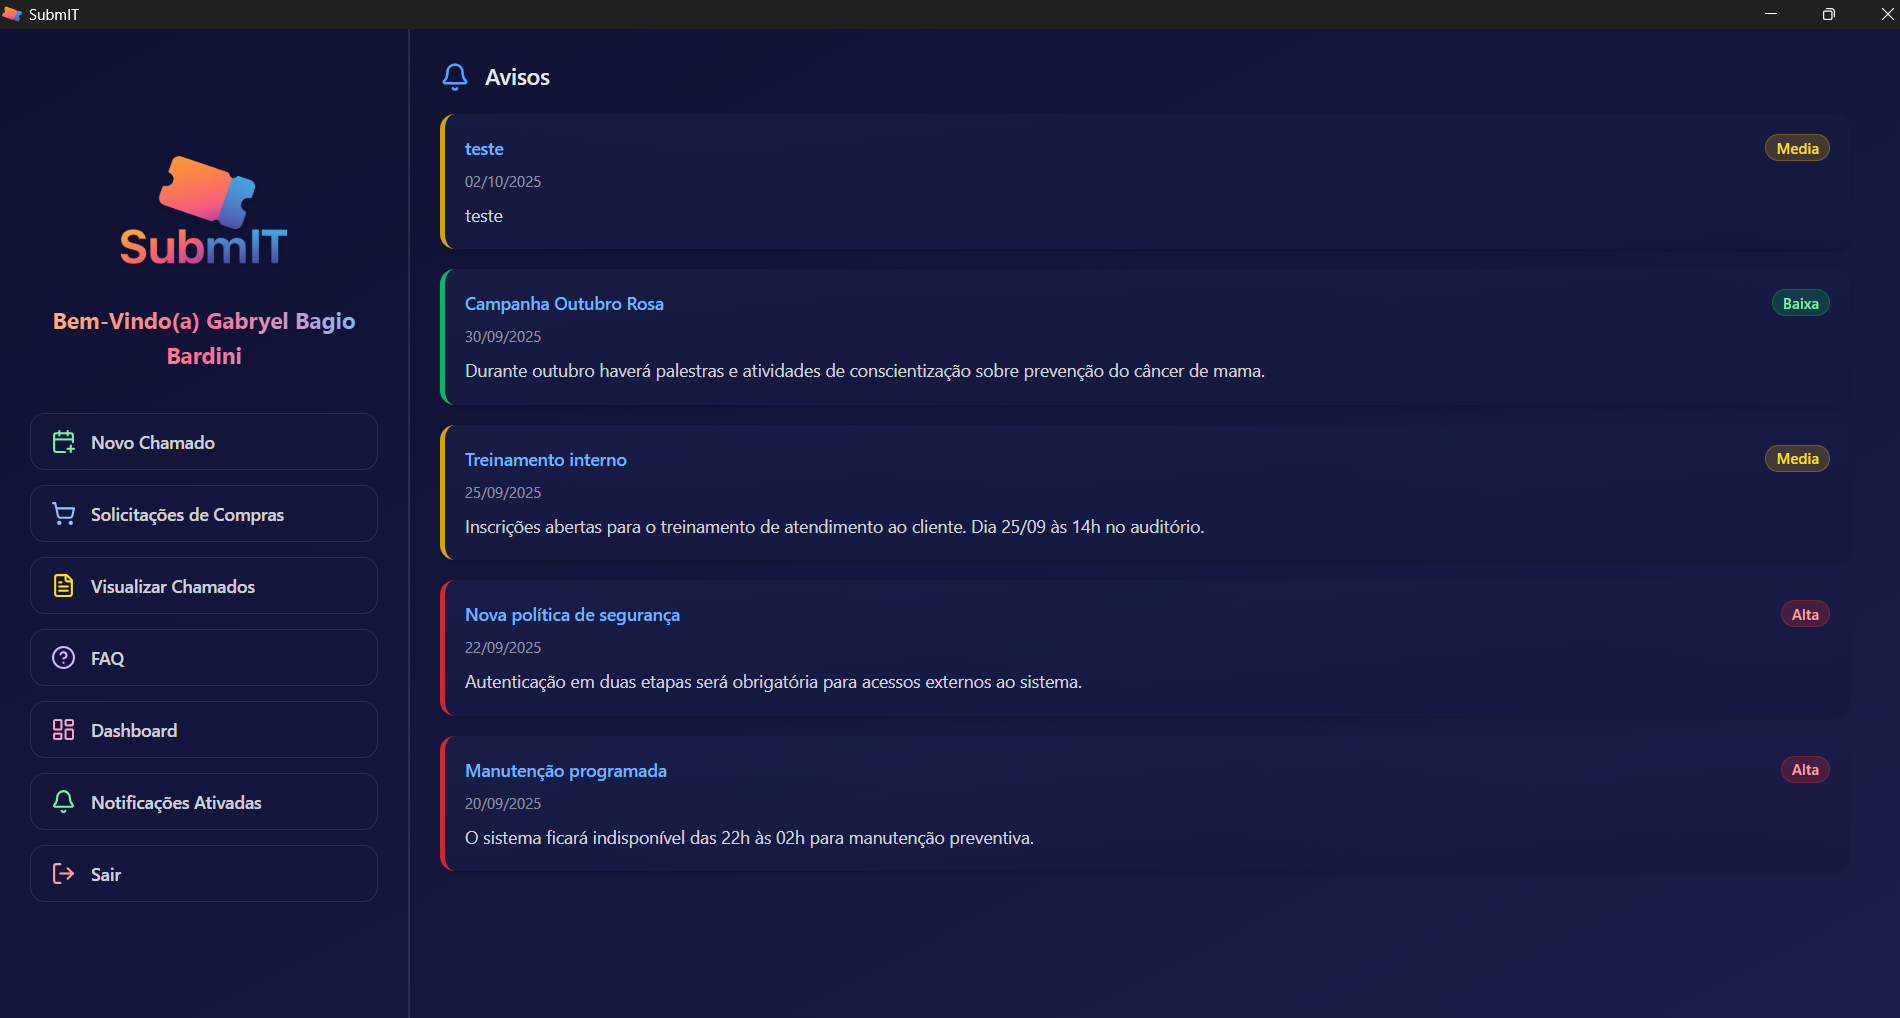 SubmIT
SubmIT
Bem-Vindo(a) Gabryel Bagio
Bardini
Novo Chamado
Solicitações de Compras
Visualizar Chamados
FAQ
Dashboard
Notificações Ativadas
Sair
Avisos
teste
Media
02/10/2025
teste
Campanha Outubro Rosa
Baixa
30/09/2025
Durante outubro haverá palestras e atividades de conscientização sobre prevenção do câncer de mama.
Treinamento interno
Media
25/09/2025
Inscrições abertas para o treinamento de atendimento ao cliente. Dia 25/09 às 14h no auditório.
Nova política de segurança
Alta
22/09/2025
Autenticação em duas etapas será obrigatória para acessos externos ao sistema.
Manutenção programada
Alta
20/09/2025
O sistema ficará indisponível das 22h às 02h para manutenção preventiva.